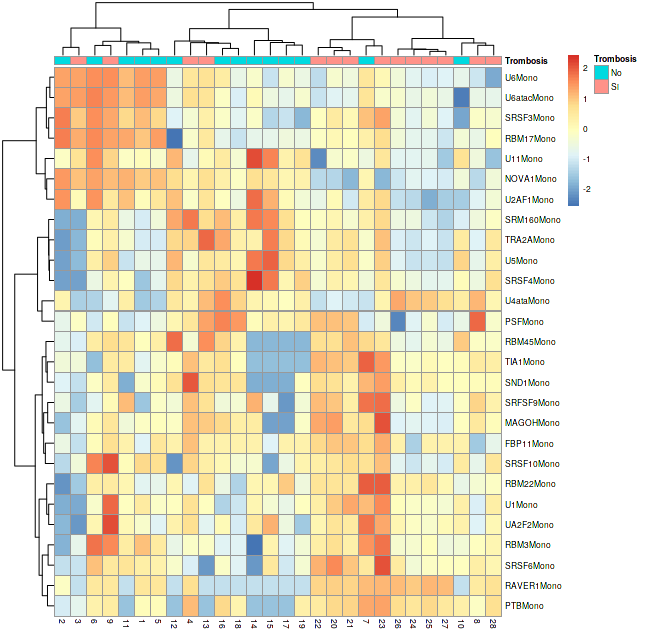 Trombosis
Trombosis
No
SI
2
1
0
-1
-2
U6Mono
U6atacMono
SRSF3Mono
RBM17Mono
U11Mono
NOVA1Mono
U2AF1Mono
SRM160Mono
TRA2AMono
U5Mono
SRSF4Mono
U4ataMono
PSFMono
RBM45Mono
TIA1Mono
SND1Mono
SRFSF9Mono
MAGOHMono
FBP11Mono
SRSF10Mono
RBM22Mono
U1Mono
UA2F2Mono
RBM3Mono
SRSF6Mono
RAVER1Mono
PTBMono
2 3 6 9 11 1 5 12 4 13 16 18 14 15 17 19 22 20 21 7 23 26 24 25 27 10 8 28